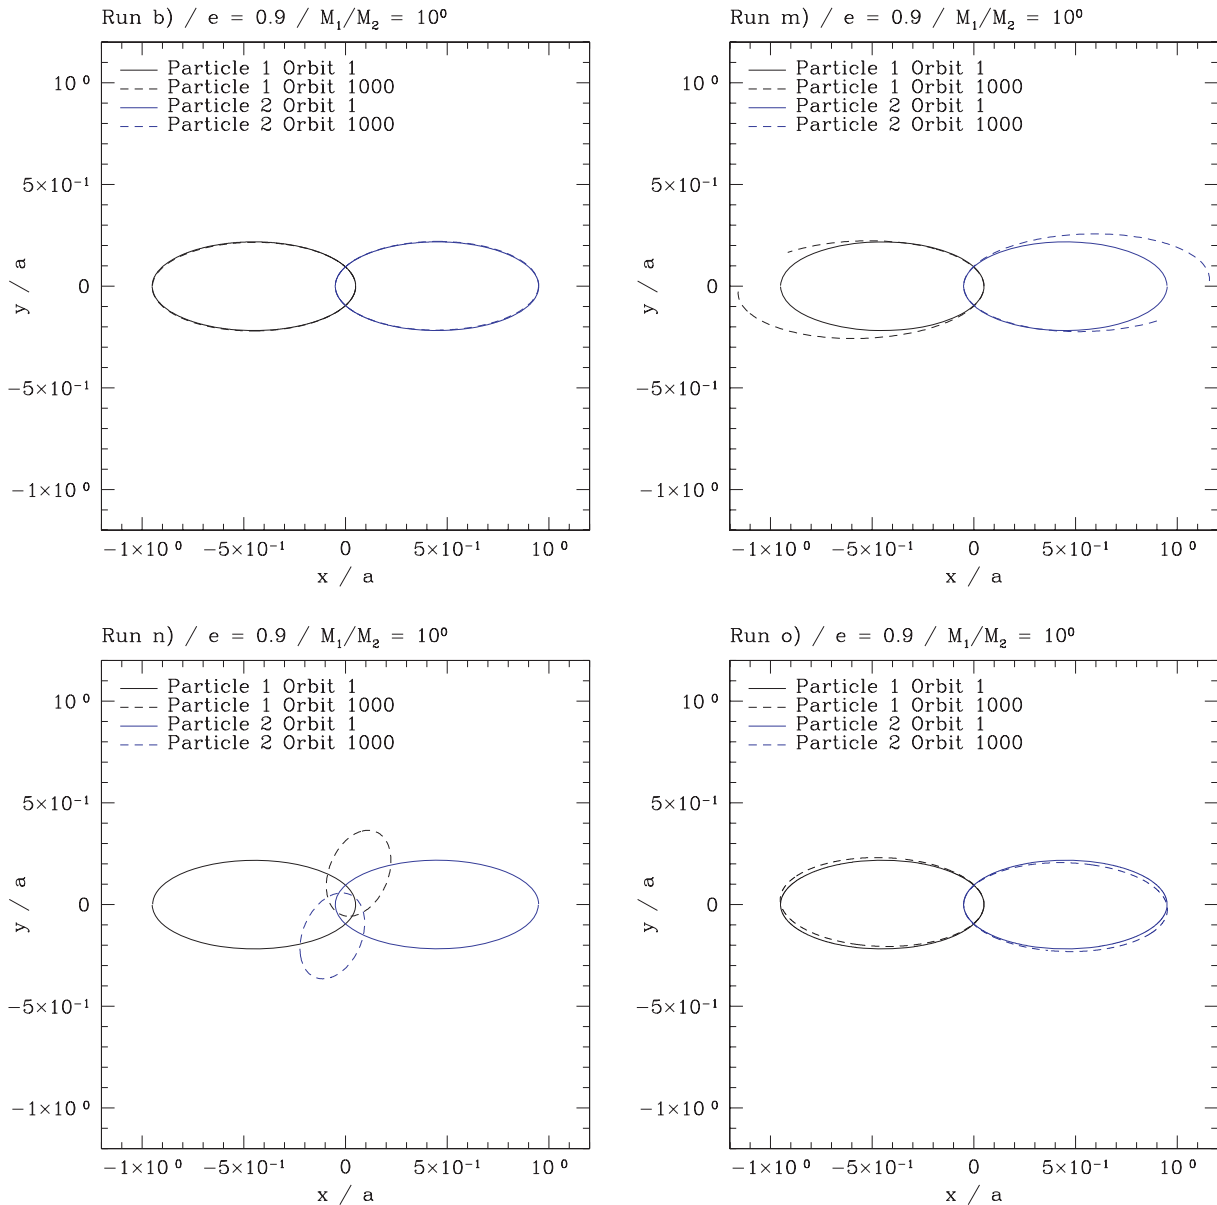 Run b) / e = 0.9 / M₁/M₂ = 10⁰
Particle 1 Orbit 1
Particle 1 Orbit 1000
Particle 2 Orbit 1
Particle 2 Orbit 1000
10⁰
5×10⁻¹
0
−5×10⁻¹
−1×10⁰
y / a
−1×10⁰ −5×10⁻¹ 0 5×10⁻¹ 10⁰
x / a
Run m) / e = 0.9 / M₁/M₂ = 10⁰
Particle 1 Orbit 1
Particle 1 Orbit 1000
Particle 2 Orbit 1
Particle 2 Orbit 1000
10⁰
5×10⁻¹
0
−5×10⁻¹
−1×10⁰
y / a
−1×10⁰ −5×10⁻¹ 0 5×10⁻¹ 10⁰
x / a
Run n) / e = 0.9 / M₁/M₂ = 10⁰
Particle 1 Orbit 1
Particle 1 Orbit 1000
Particle 2 Orbit 1
Particle 2 Orbit 1000
10⁰
5×10⁻¹
0
−5×10⁻¹
−1×10⁰
y / a
−1×10⁰ −5×10⁻¹ 0 5×10⁻¹ 10⁰
x / a
Run o) / e = 0.9 / M₁/M₂ = 10⁰
Particle 1 Orbit 1
Particle 1 Orbit 1000
Particle 2 Orbit 1
Particle 2 Orbit 1000
10⁰
5×10⁻¹
0
−5×10⁻¹
−1×10⁰
y / a
−1×10⁰ −5×10⁻¹ 0 5×10⁻¹ 10⁰
x / a